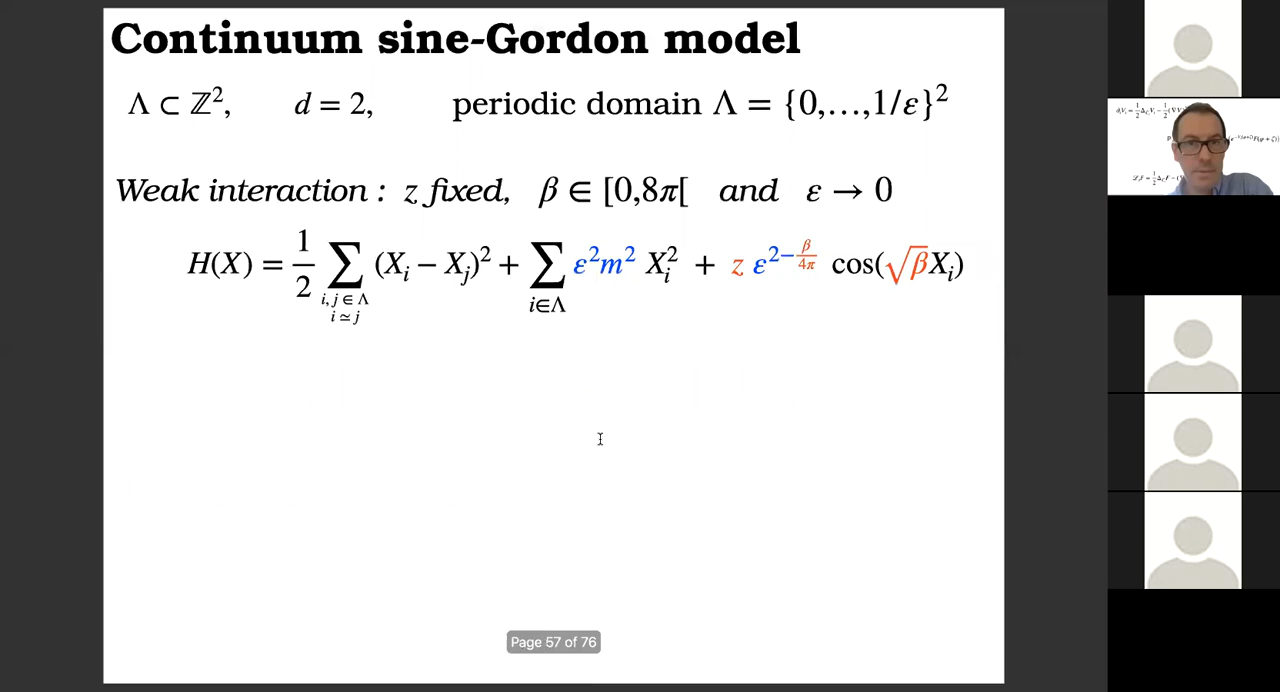 Continuum sine-Gordon model
Λ ⊂ ℤ², d = 2, periodic domain Λ = {0,…,1/ε}²
Weak interaction : z fixed, β ∈ [0,8π[ and ε → 0
H(X) = 1/2 ∑_{i,j∈Λ, i≃j} (X_i − X_j)² + ∑_{i∈Λ} ε²m² X_i² + z ε^{2−β/4π} cos(√β X_i)
Page 57 of 76